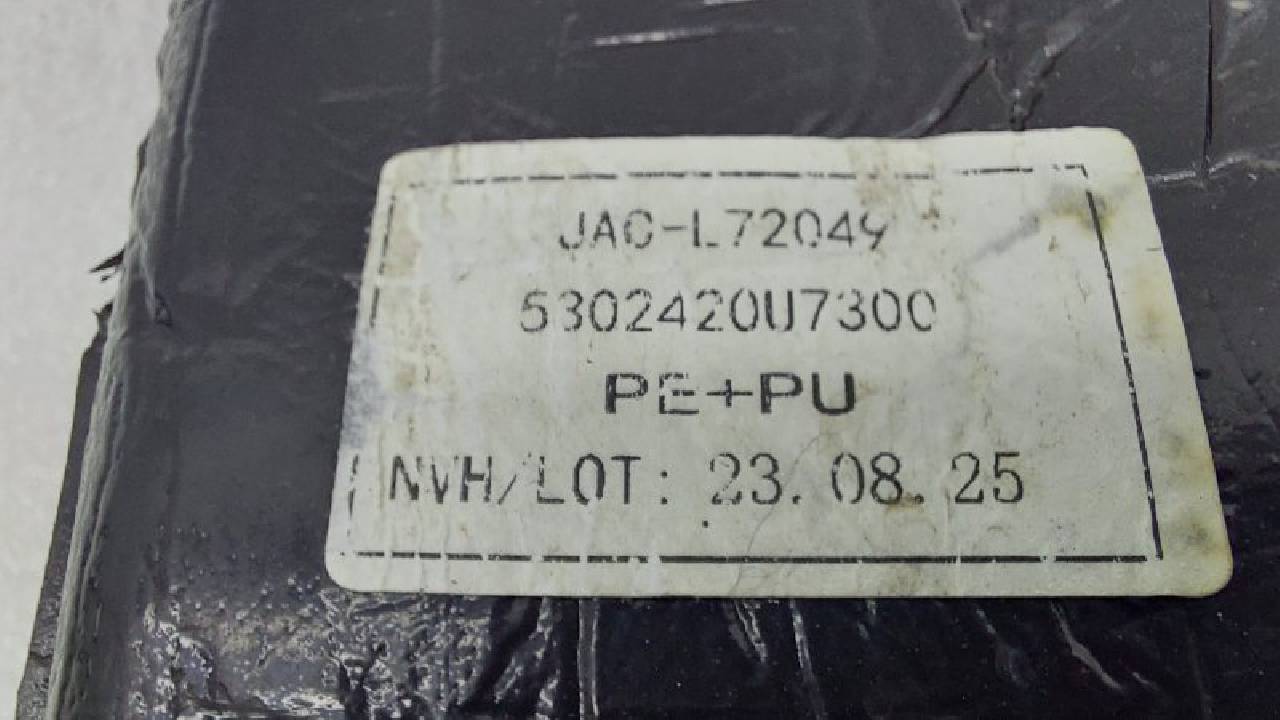 JAC-L72049
5302420U7300
PE+PU
NVH/LOT: 23.08.25